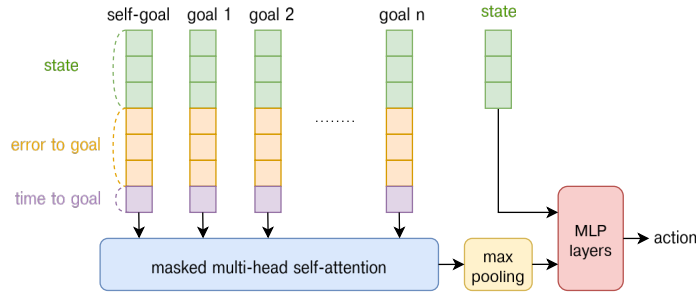 self-goal goal 1 goal 2 goal n state
state
........
error to goal
time to goal
masked multi-head self-attention
max
pooling
MLP
layers
action